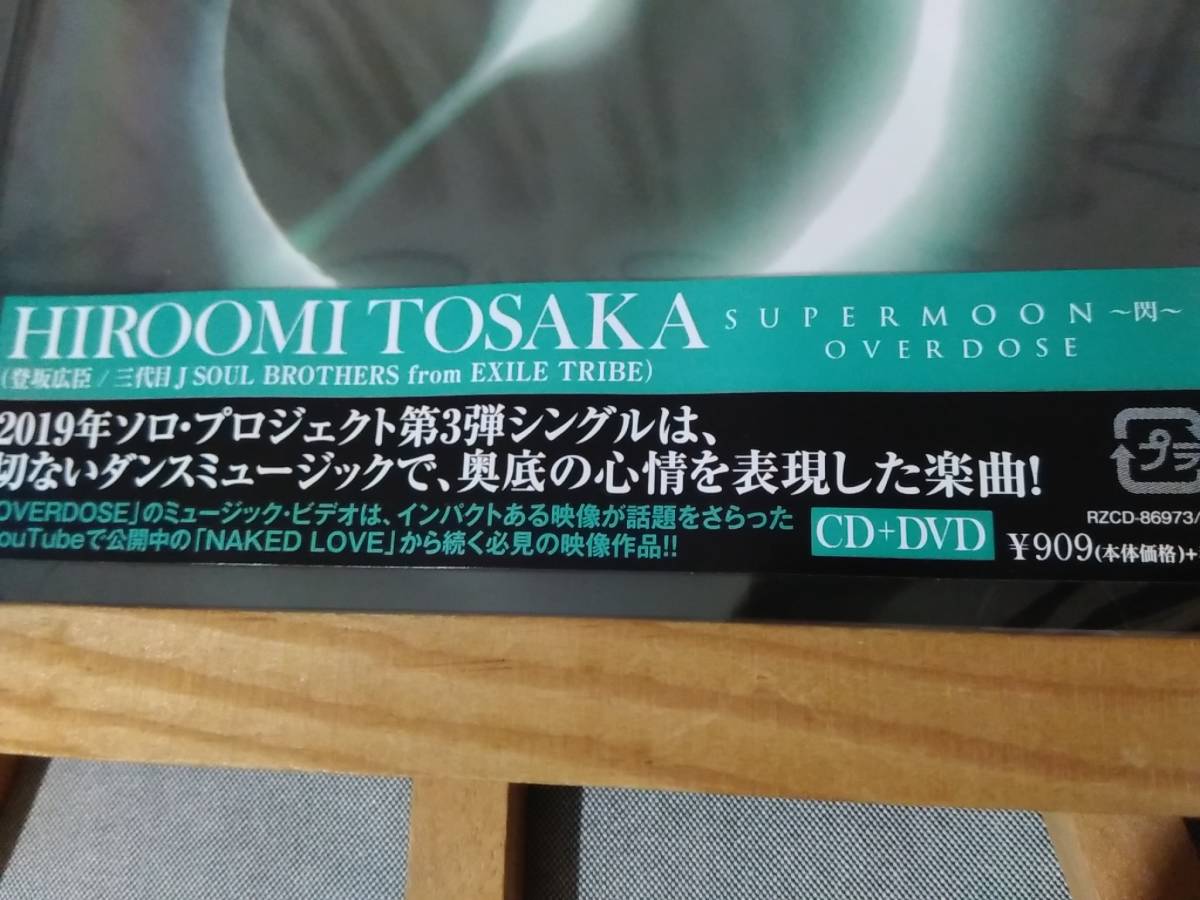 HIROOMI TOSAKA
SUPERMOON ~閃~
OVERDOSE
(登坂広臣 / 三代目 J SOUL BROTHERS from EXILE TRIBE)
2019年ソロ・プロジェクト第3弾シングルは、
切ないダンスミュージックで、奥底の心情を表現した楽曲!
OVERDOSE」のミュージック・ビデオは、インパクトある映像が話題をさらった
ouTubeで公開中の「NAKED LOVE」から続く必見の映像作品!!
CD+DVD
プラ
RZCD-86973/
¥909(本体価格)+